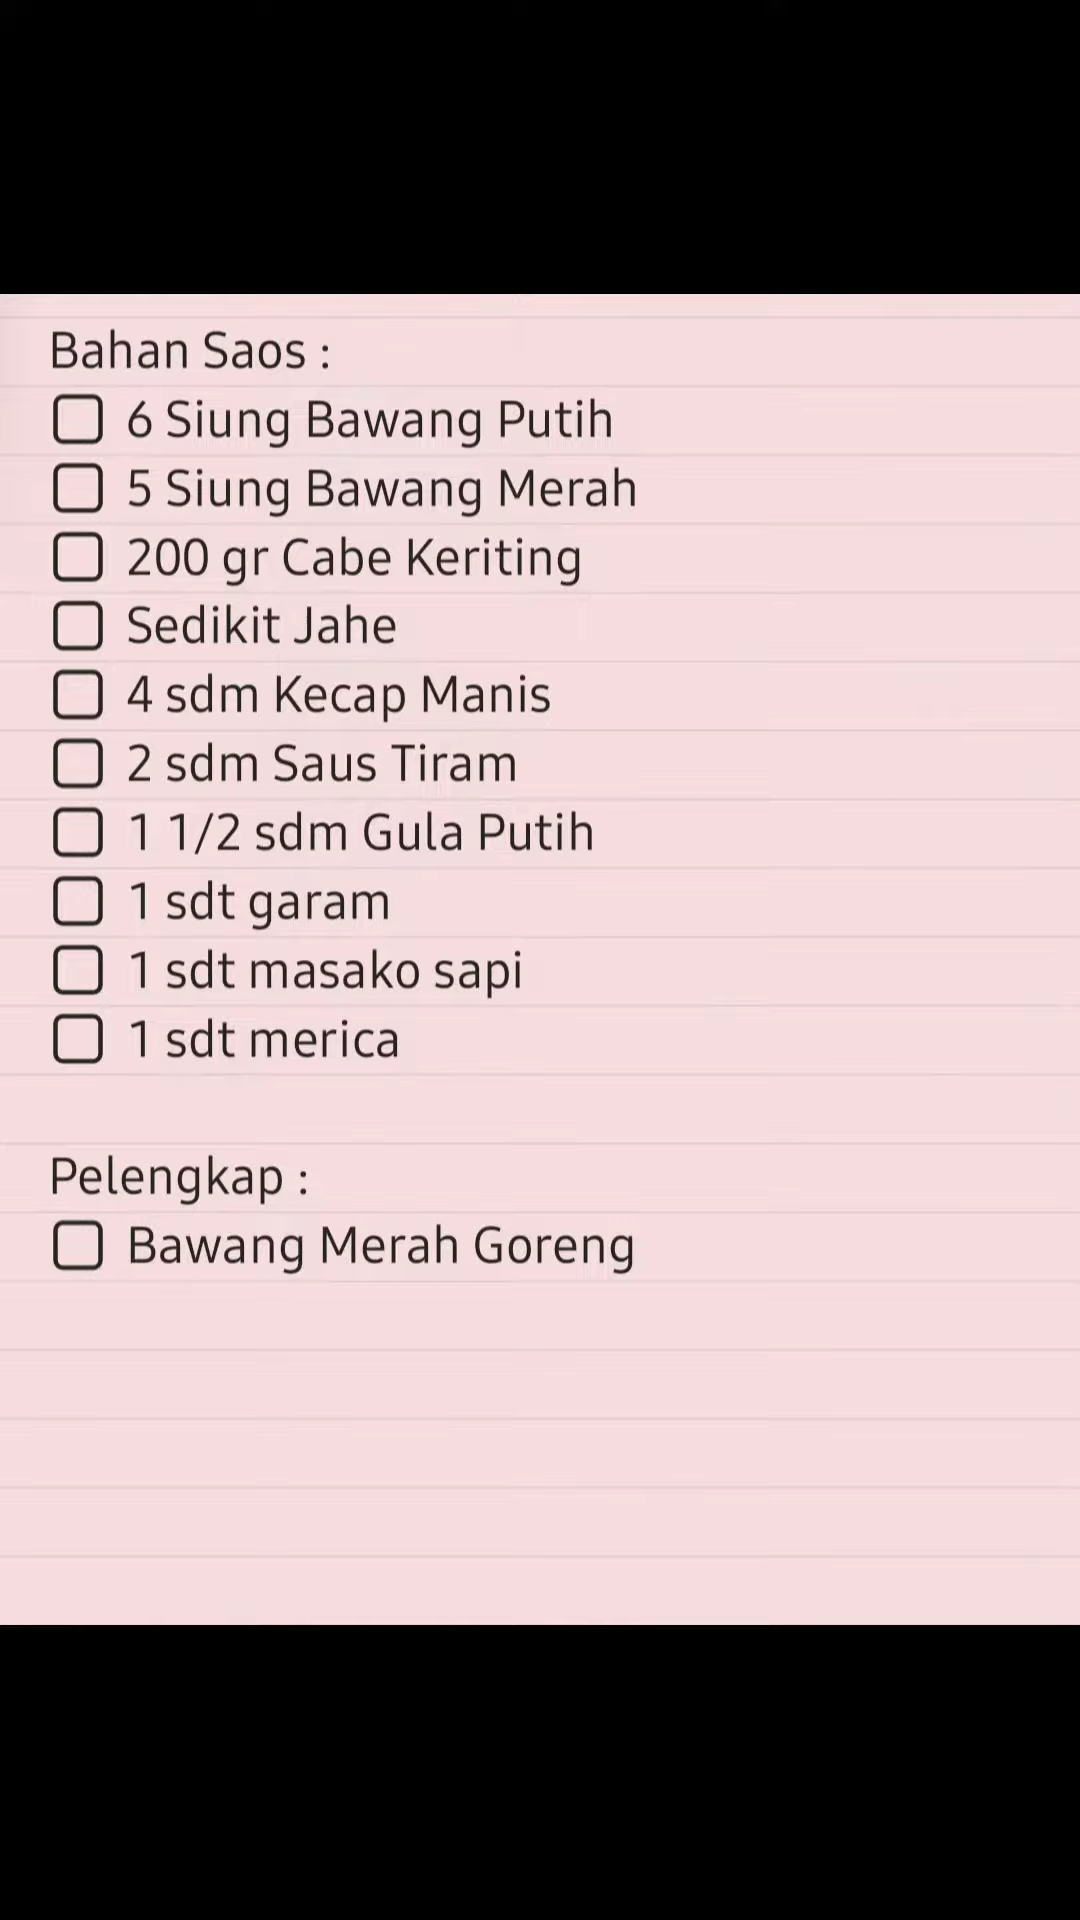 Bahan Saos :
6 Siung Bawang Putih
5 Siung Bawang Merah
200 gr Cabe Keriting
Sedikit Jahe
4 sdm Kecap Manis
2 sdm Saus Tiram
1 1/2 sdm Gula Putih
1 sdt garam
1 sdt masako sapi
1 sdt merica
Pelengkap :
Bawang Merah Goreng